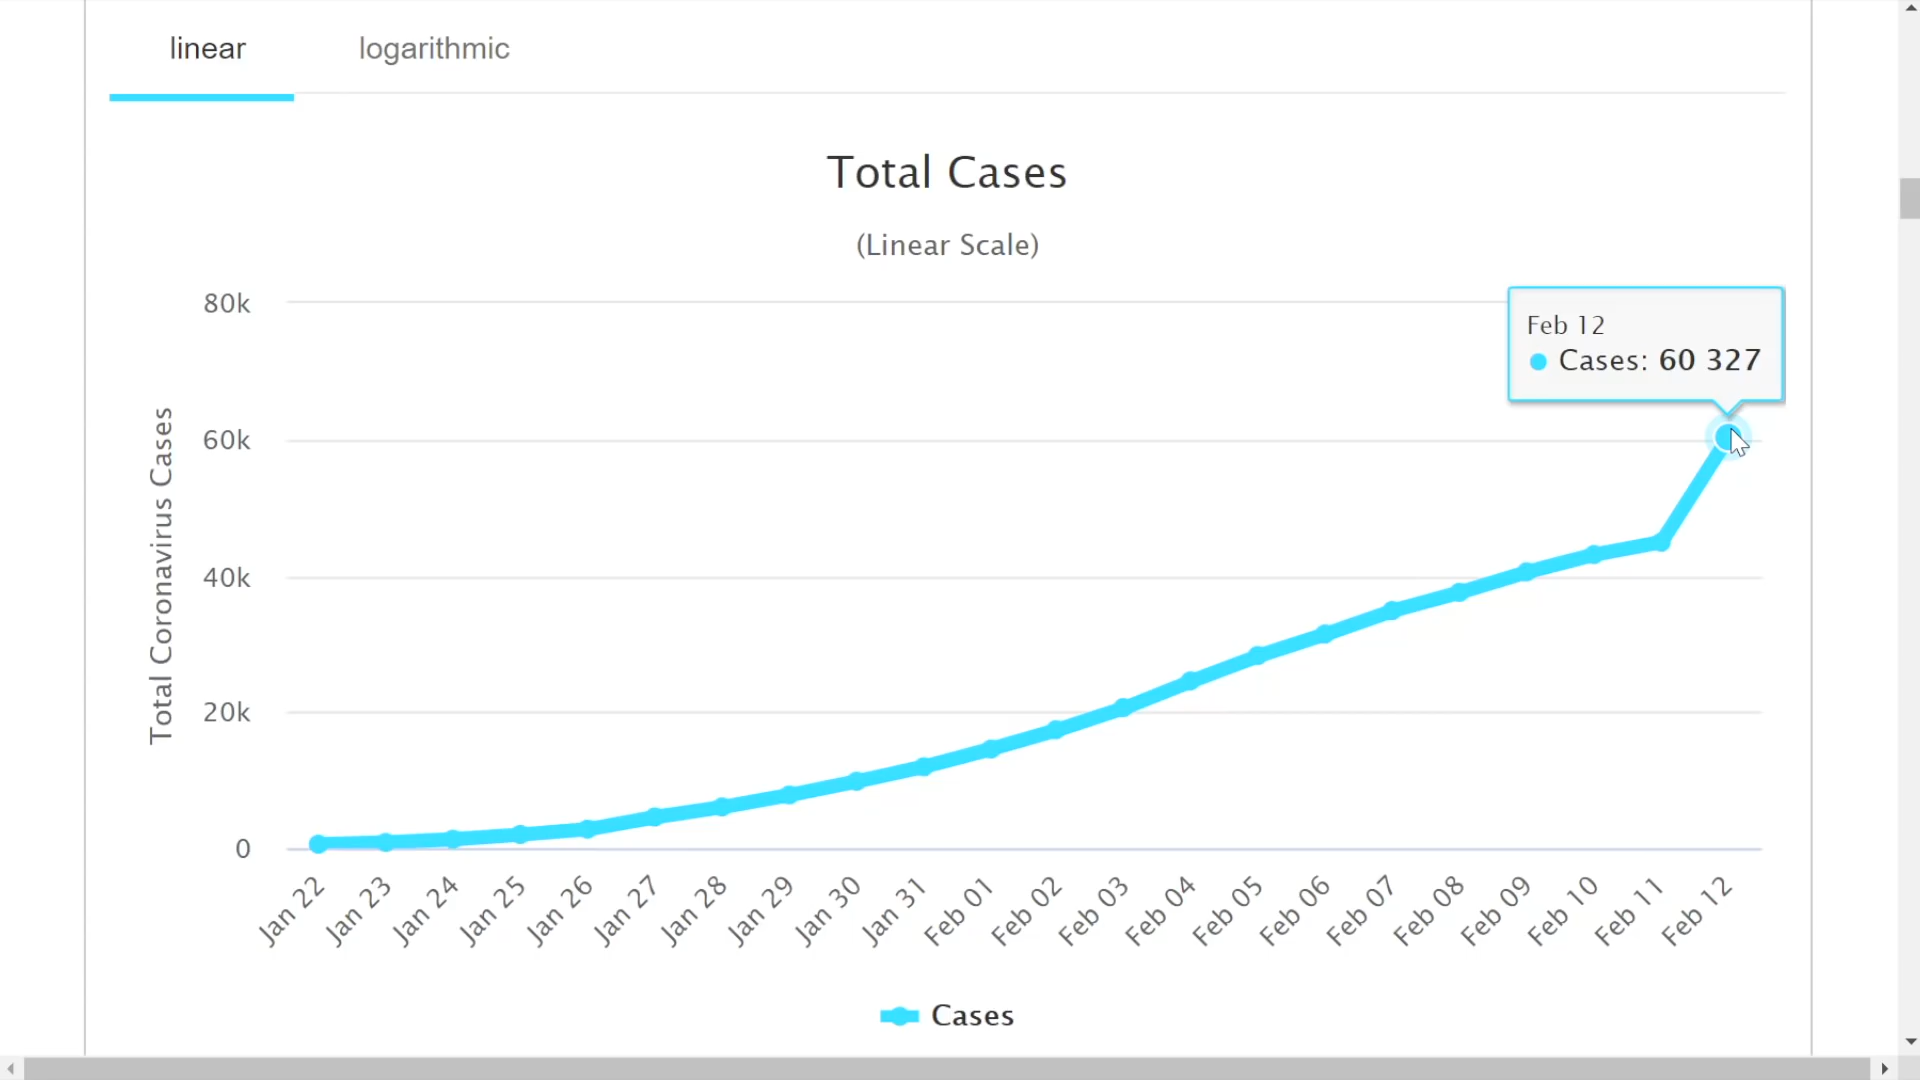 linear
logarithmic
Total Cases
(Linear Scale)
80k
Feb 12
Cases: 60 327
60k
40k
20k
0
Total Coronavirus Cases
Jan 22
Jan 23
Jan 24
Jan 25
Jan 26
Jan 27
Jan 28
Jan 29
Jan 30
Jan 31
Feb 01
Feb 02
Feb 03
Feb 04
Feb 05
Feb 06
Feb 07
Feb 08
Feb 09
Feb 10
Feb 11
Feb 12
Cases